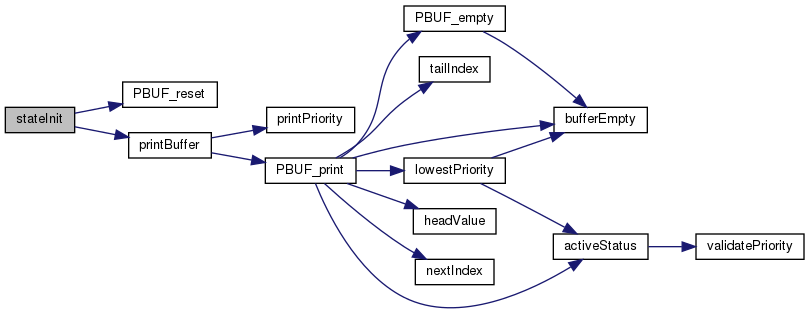 PBUF_empty
tailIndex
PBUF_reset
stateInit
printPriority
bufferEmpty
printBuffer
PBUF_print
lowestPriority
headValue
activeStatus
validatePriority
nextIndex